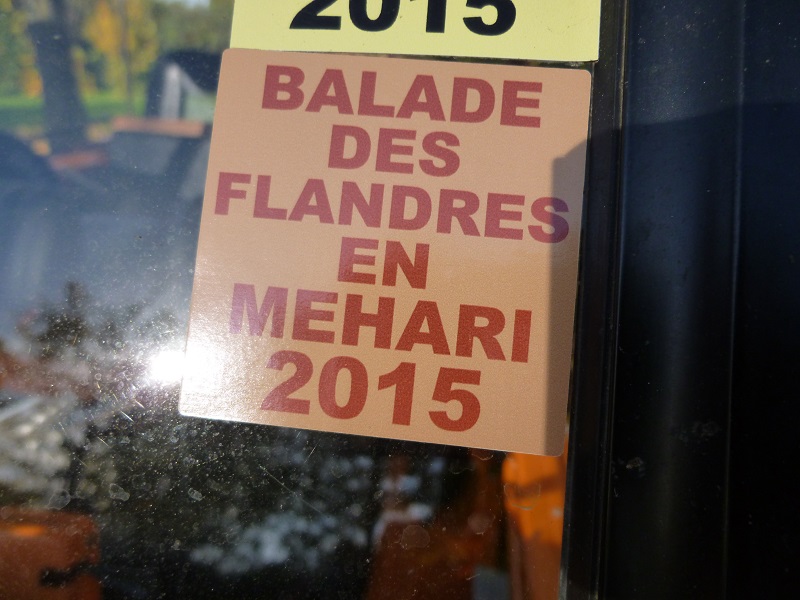 2015
BALADE
DES
FLANDRES
EN
MEHARI
2015